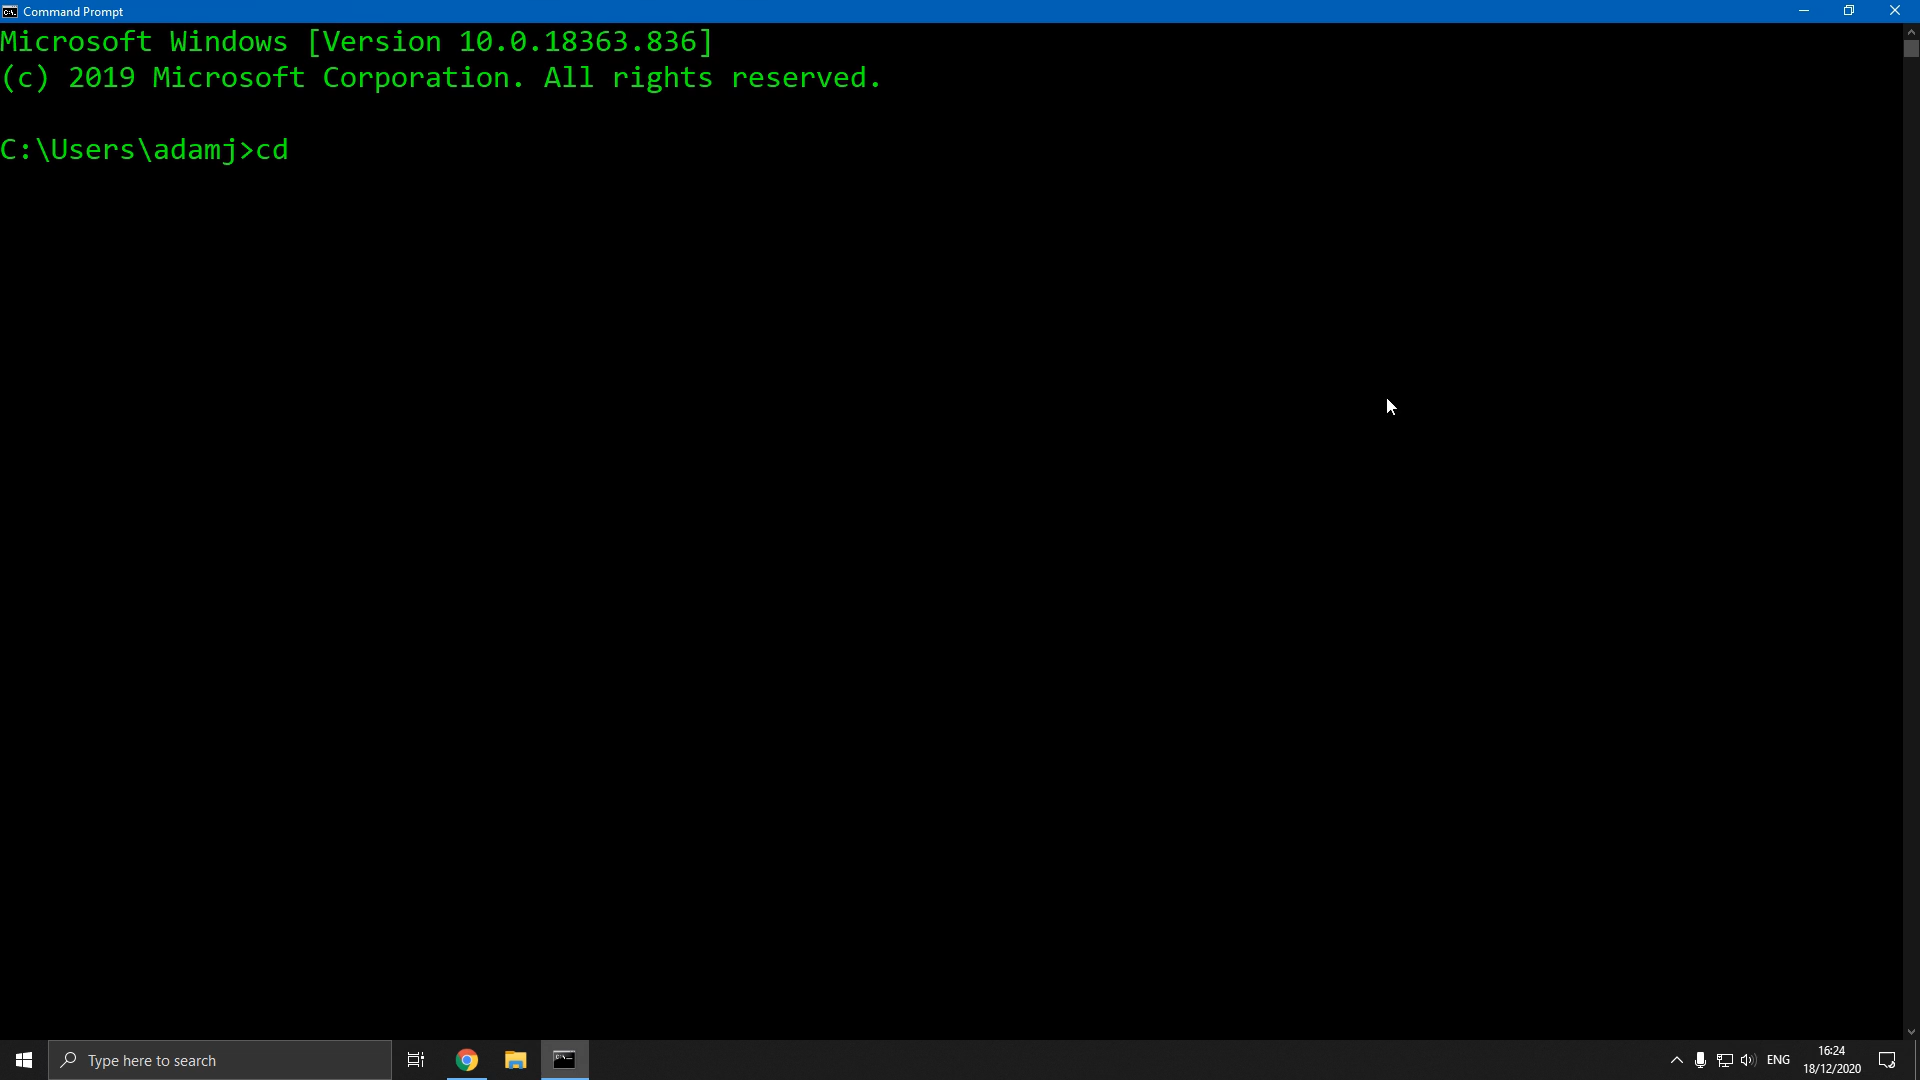 Command Prompt
Microsoft Windows [Version 10.0.18363.836]
(c) 2019 Microsoft Corporation. All rights reserved.
C:\Users\adamj>cd
Type here to search
ENG
16:24
18/12/2020